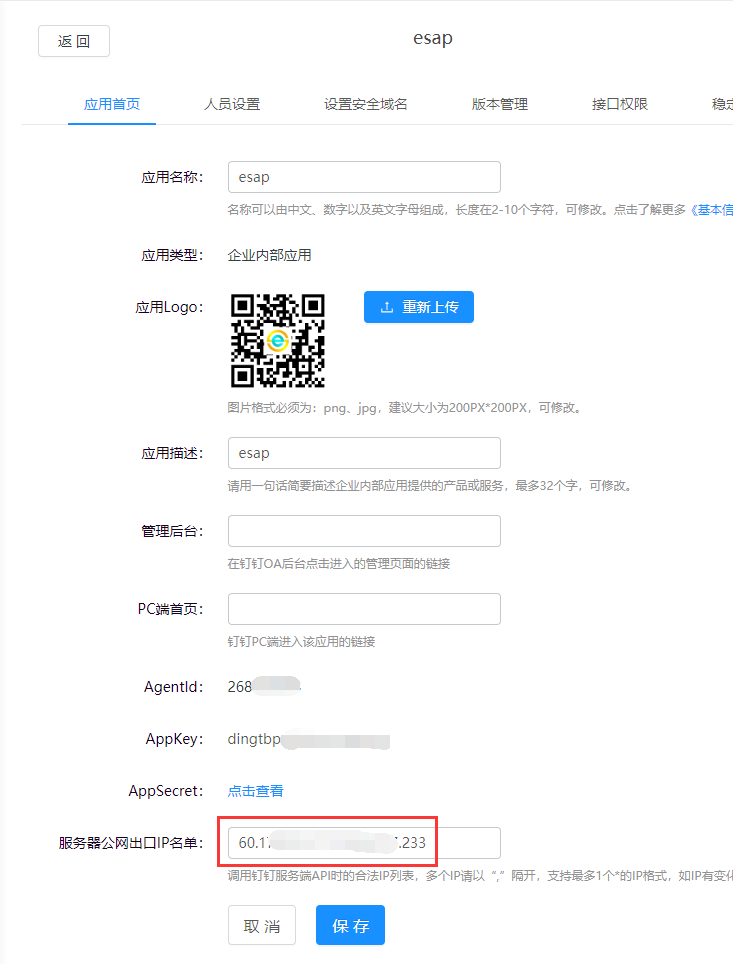 返 回
esap
应用首页 人员设置 设置安全域名 版本管理 接口权限 稳定
应用名称： esap
名称可以由中文、数字以及英文字母组成，长度在2-10个字符，可修改。点击了解更多《基本信
应用类型： 企业内部应用
应用Logo： 重新上传
图片格式必须为：png、jpg，建议大小为200PX*200PX，可修改。
应用描述： esap
请用一句话简要描述企业内部应用提供的产品或服务，最多32个字，可修改。
管理后台：
在钉钉OA后台点击进入的管理页面的链接
PC端首页：
钉钉PC端进入该应用的链接
AgentId： 268
AppKey： dingtbp
AppSecret： 点击查看
服务器公网出口IP名单： 60.17 .233
调用钉钉服务端API时的合法IP列表，多个IP请以“,”隔开，支持最多1个*的IP格式，如IP有变化
取 消 保 存